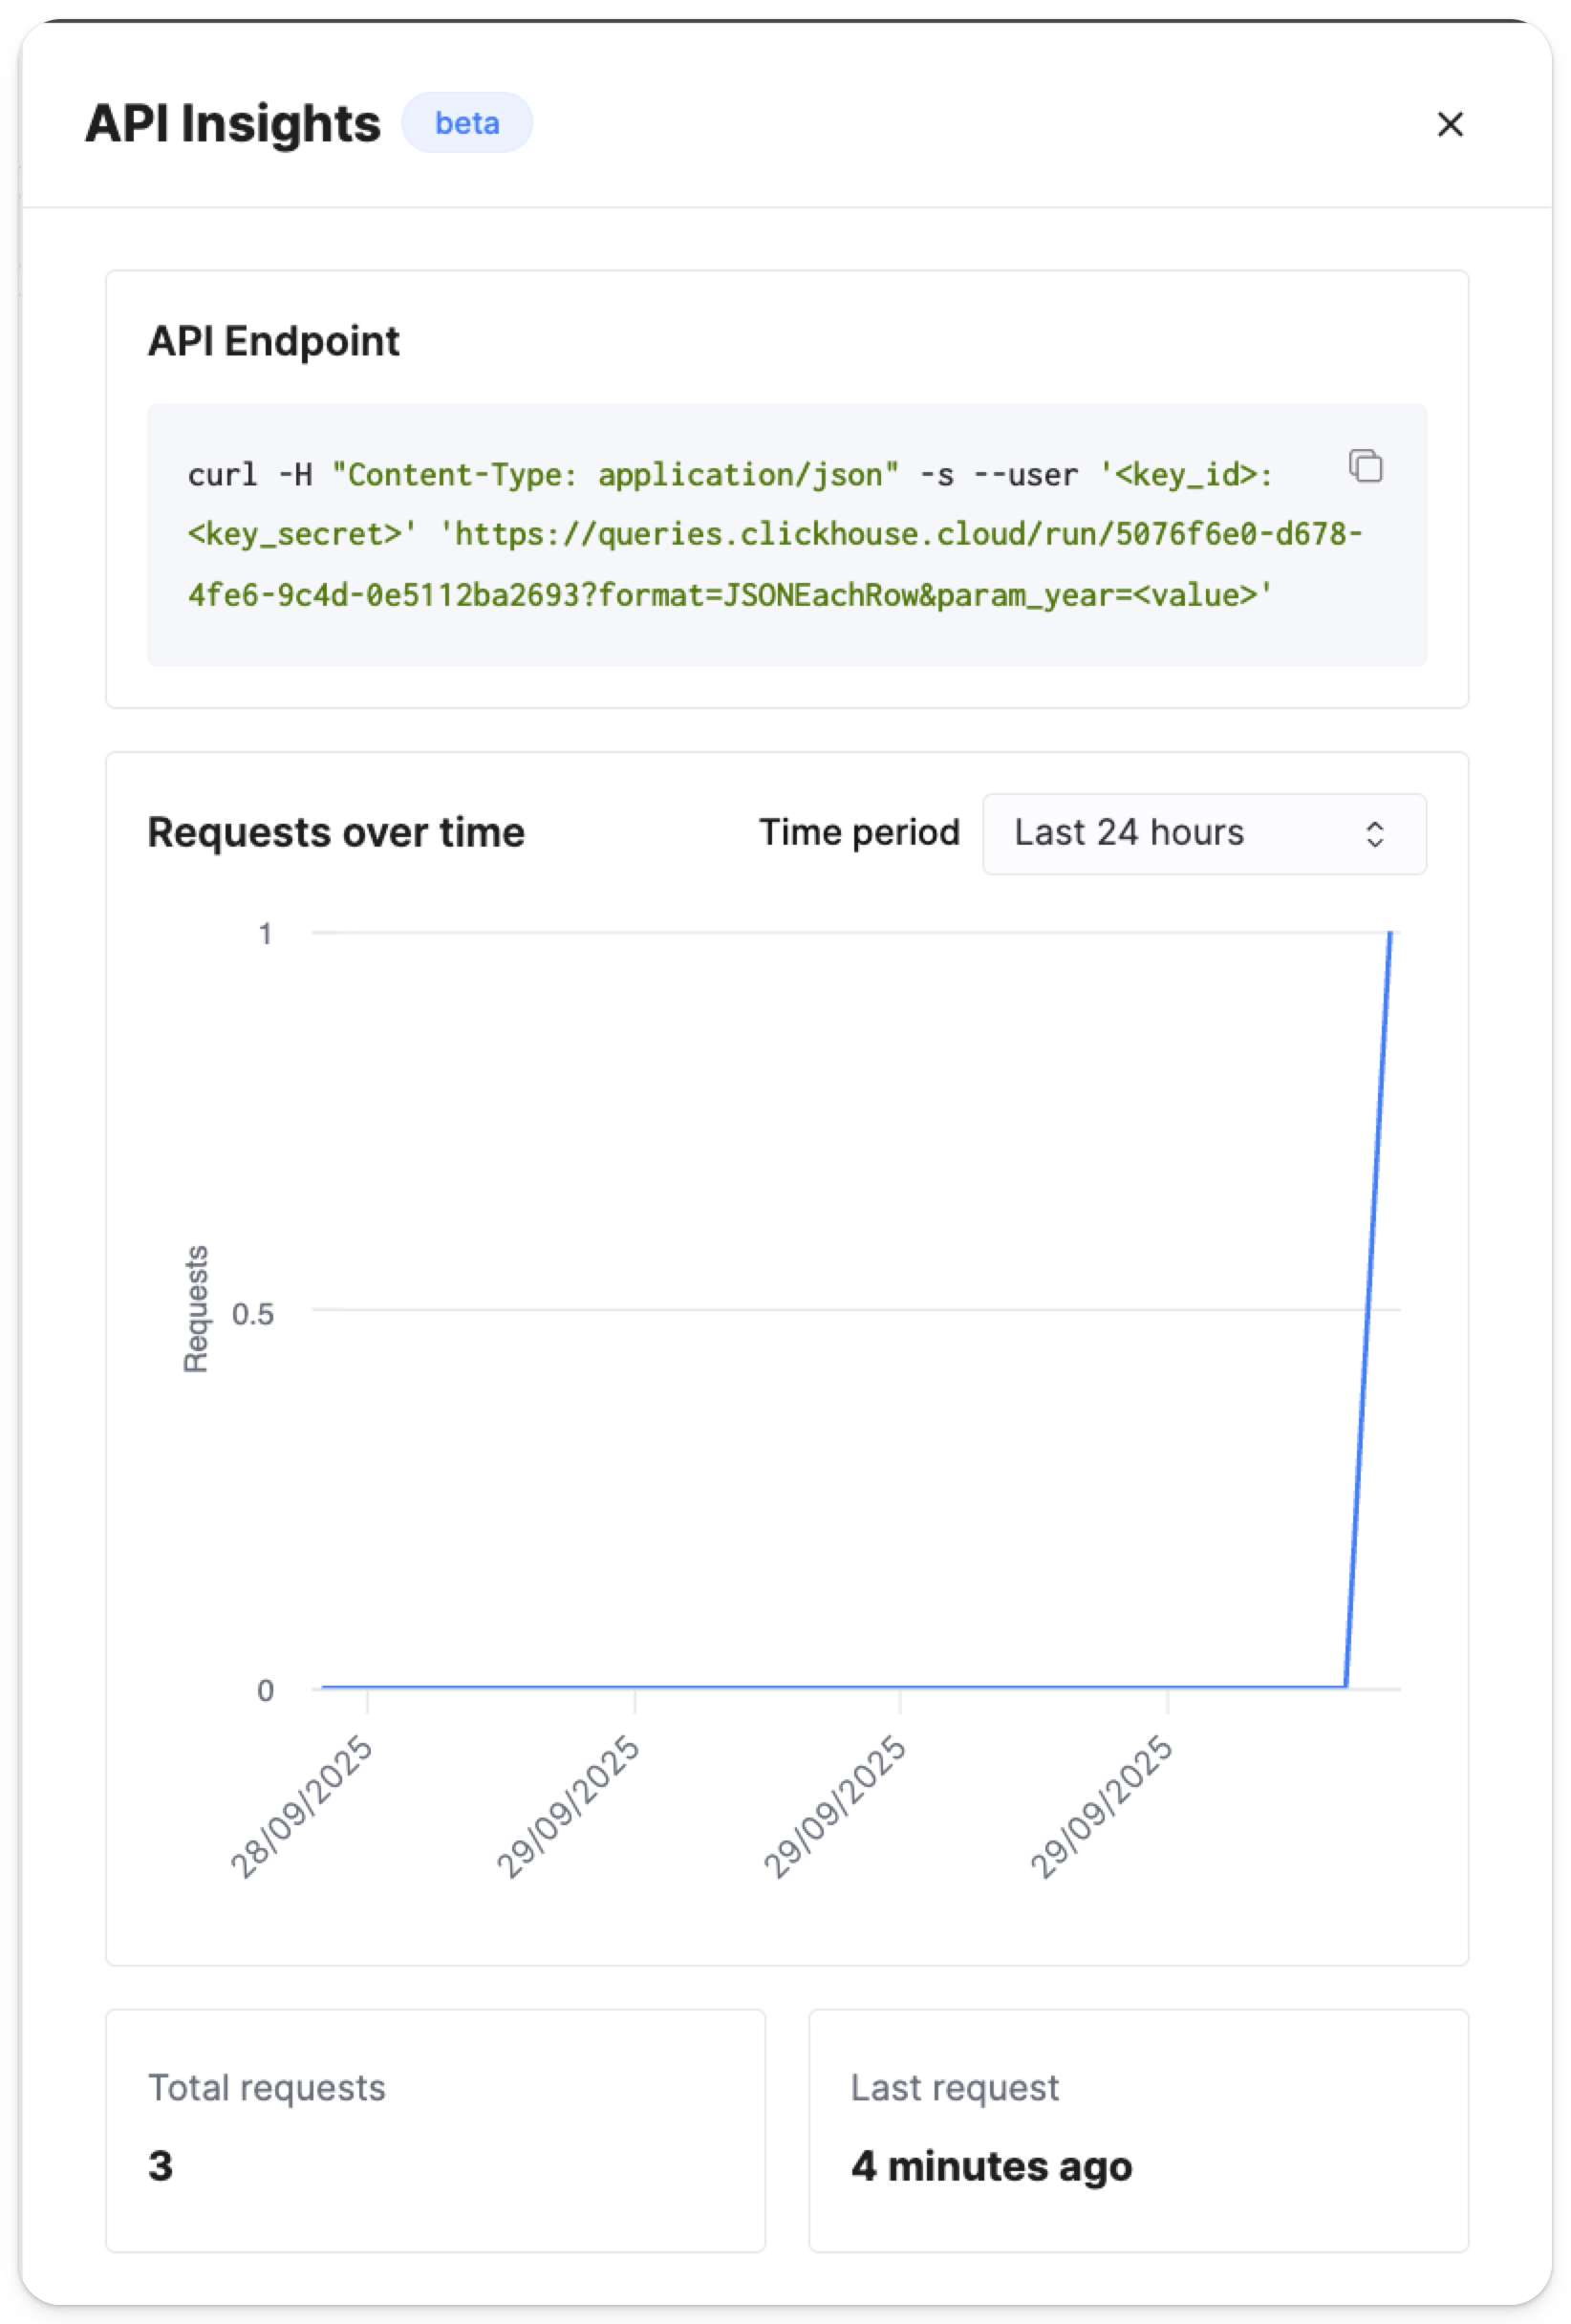 API Insights beta
API Endpoint
curl -H "Content-Type: application/json" -s --user '<key_id>:
<key_secret>' 'https://queries.clickhouse.cloud/run/5076f6e0-d678-
4fe6-9c4d-0e5112ba2693?format=JSONEachRow&param_year=<value>'
Requests over time Time period Last 24 hours
1
Requests
0.5
0
28/09/2025 29/09/2025 29/09/2025 29/09/2025
Total requests
3
Last request
4 minutes ago